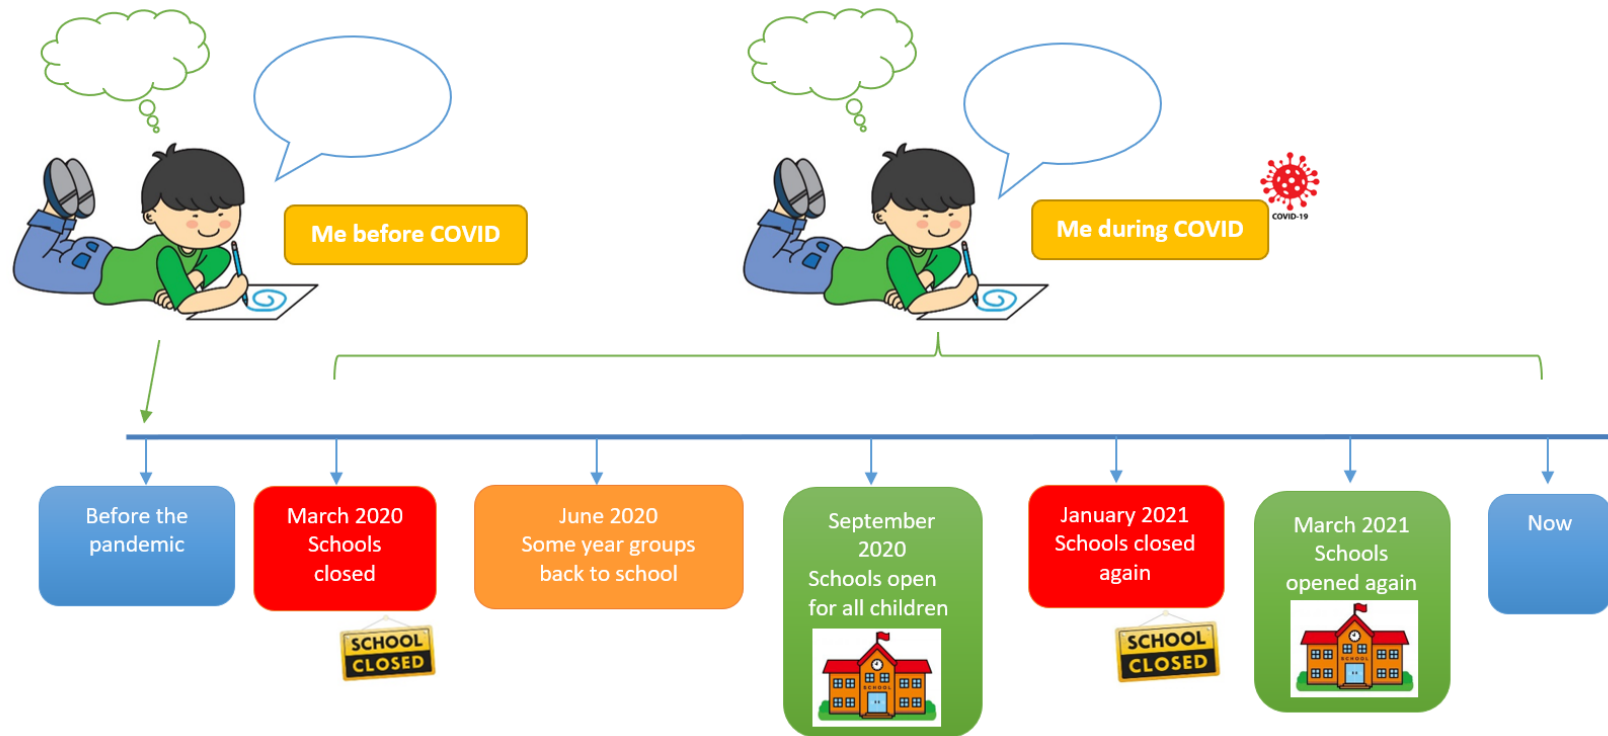 Me before COVID
Me during COVID
COVID-19
Before the
pandemic
March 2020
Schools
closed
SCHOOL
CLOSED
June 2020
Some year groups
back to school
September
2020
Schools open
for all children
SCHOOL
January 2021
Schools closed
again
SCHOOL
CLOSED
March 2021
Schools
opened again
SCHOOL
Now